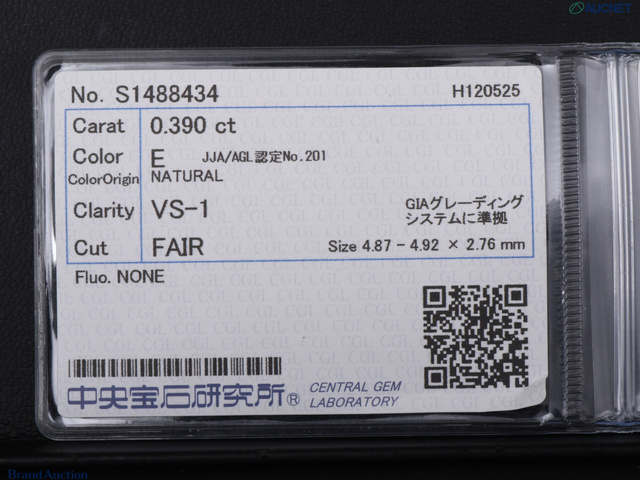 AUCNET
No. S1488434 H120525
Carat 0.390 ct
Color E JJA/AGL認定No.201
ColorOrigin NATURAL
Clarity VS-1 GIAグレーディング
システムに準拠
Cut FAIR Size 4.87 - 4.92 × 2.76 mm
Fluo. NONE
中央宝石研究所® CENTRAL GEM
LABORATORY
Brand Auction